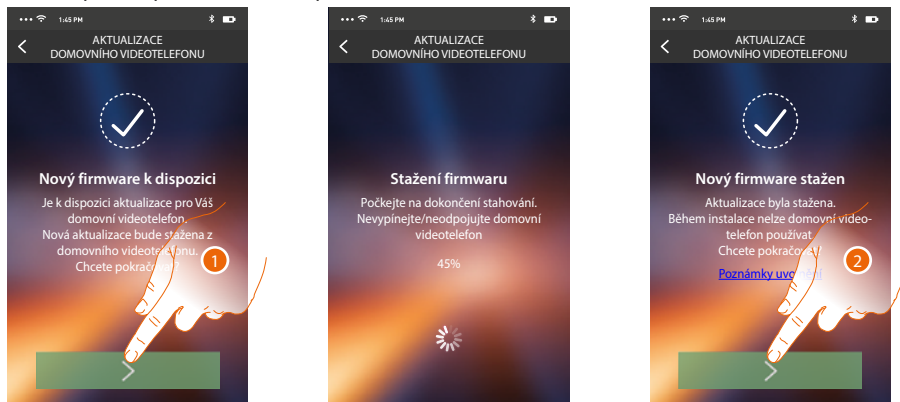 1:45 PM
AKTUALIZACE
DOMOVNÍHO VIDEOTELEFONU
Nový firmware k dispozici
Je k dispozici aktualizace pro Váš
domovní videotelefon.
Nová aktualizace bude stažena z
domovního videotelefonu.
Chcete
1
1:45 PM
AKTUALIZACE
DOMOVNÍHO VIDEOTELEFONU
Stažení firmwaru
Počkejte na dokončení stahování.
Nevypínejte/neodpojujte domovní
videotelefon
45%
1:45 PM
AKTUALIZACE
DOMOVNÍHO VIDEOTELEFONU
Nový firmware stažen
Aktualizace byla stažena.
Během instalace nelze domovní video-
telefon používat.
Chcete
2
Poznámky